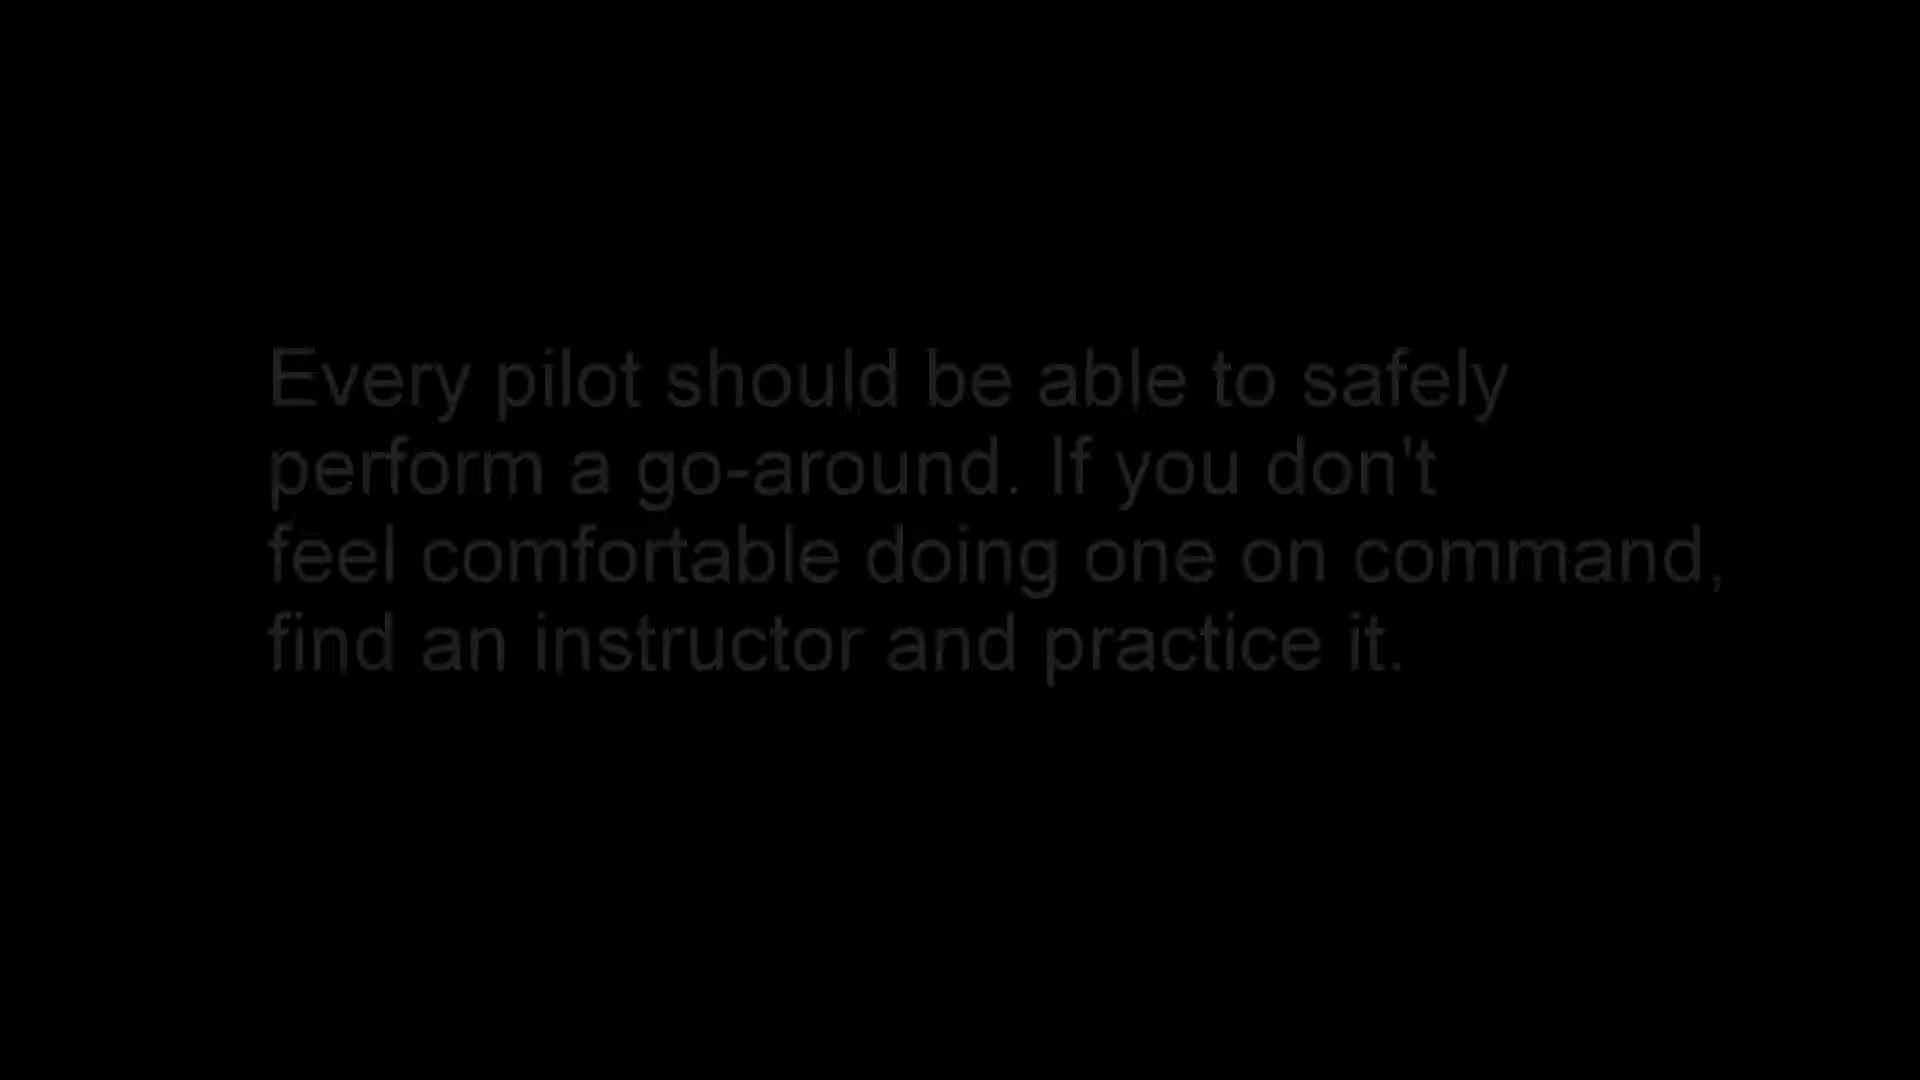 Every pilot should be able to safely
perform a go-around. If you don't
feel comfortable doing one on command,
find an instructor and practice it.